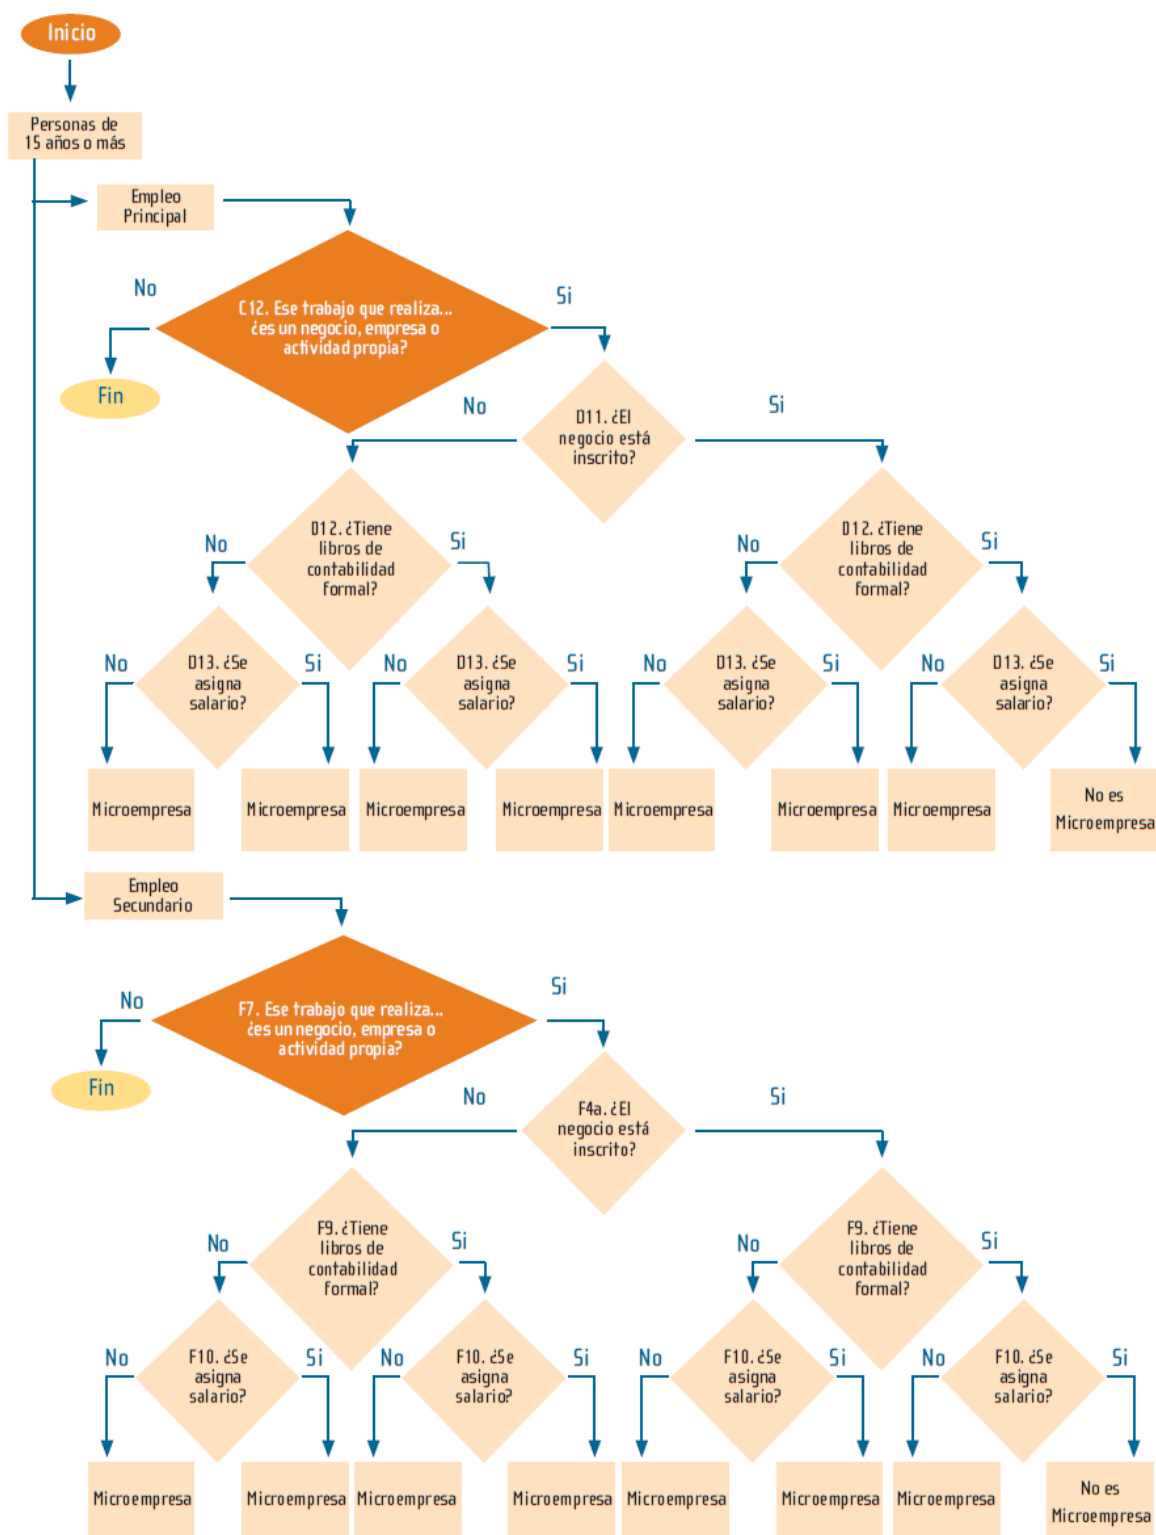 Inicio
Personas de
15 años o más
Empleo
Principal
No
Si
C12. Ese trabajo que realiza...
¿es un negocio, empresa o
actividad propia?
Fin
No
Si
D11. ¿El
negocio está
inscrito?
D12. ¿Tiene
libros de
contabilidad
formal?
No
Si
D12. ¿Tiene
libros de
contabilidad
formal?
No
Si
No
D13. ¿Se
asigna
salario?
Si
No
D13. ¿Se
asigna
salario?
Si
No
D13. ¿Se
asigna
salario?
Si
No
D13. ¿Se
asigna
salario?
Si
Microempresa
Microempresa
Microempresa
Microempresa
Microempresa
Microempresa
Microempresa
No es
Microempresa
Empleo
Secundario
No
Si
F7. Ese trabajo que realiza...
¿es un negocio, empresa o
actividad propia?
Fin
No
Si
F4a. ¿El
negocio está
inscrito?
F9. ¿Tiene
libros de
contabilidad
formal?
No
Si
F9. ¿Tiene
libros de
contabilidad
formal?
No
Si
No
F10. ¿Se
asigna
salario?
Si
No
F10. ¿Se
asigna
salario?
Si
No
F10. ¿Se
asigna
salario?
Si
No
F10. ¿Se
asigna
salario?
Si
Microempresa
Microempresa
Microempresa
Microempresa
Microempresa
Microempresa
Microempresa
No es
Microempresa